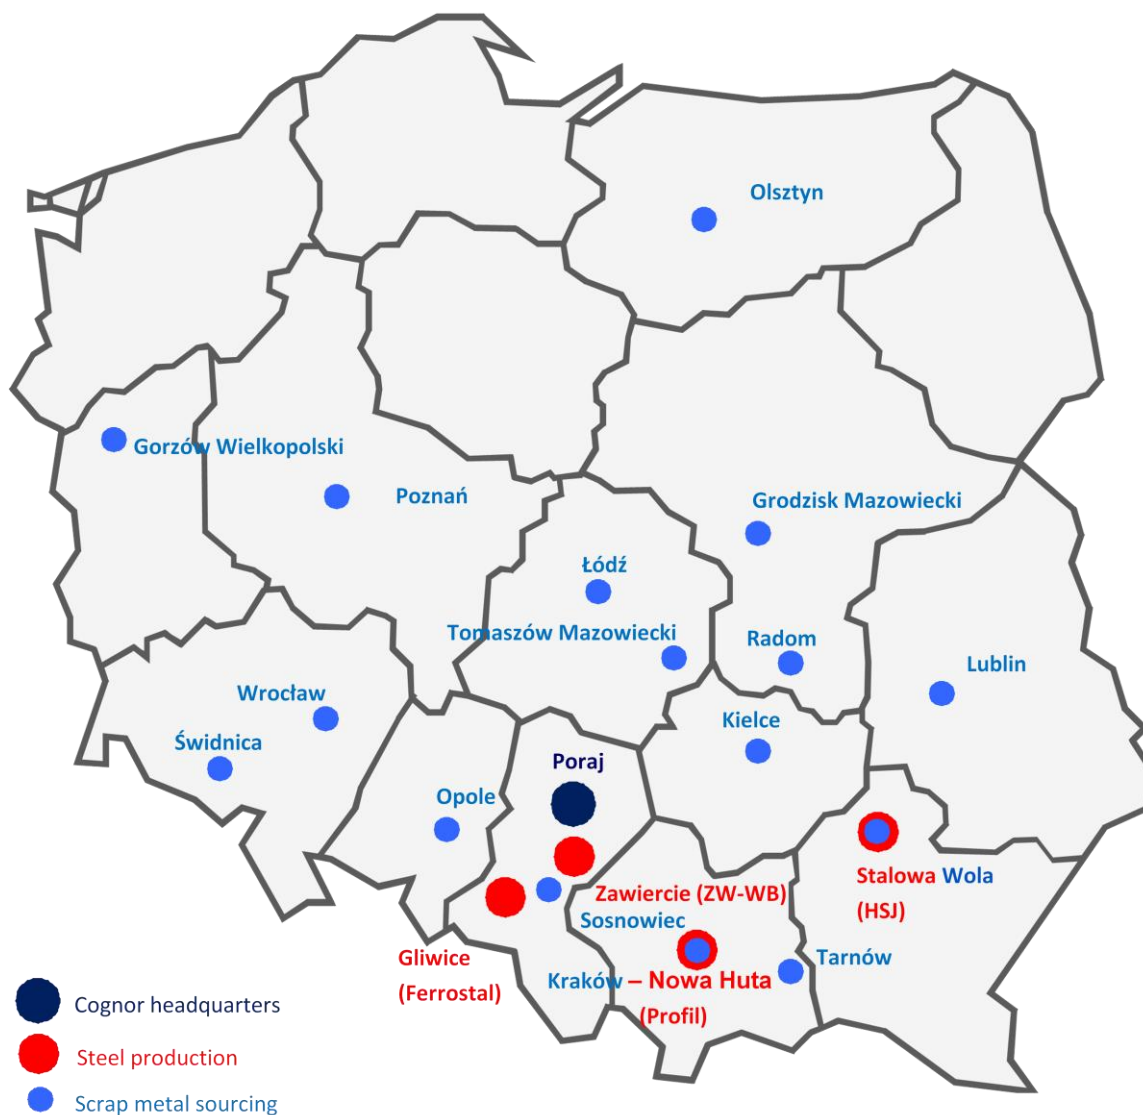 Olsztyn
Gorzów Wielkopolski
Poznań
Grodzisk Mazowiecki
Łódź
Tomaszów Mazowiecki
Radom
Lublin
Wrocław
Kielce
Świdnica
Poraj
Opole
Stalowa Wola
(HSJ)
Zawiercie (ZW-WB)
Sosnowiec
Gliwice
(Ferrostal)
Tarnów
Kraków – Nowa Huta
(Profil)
Cognor headquarters
Steel production
Scrap metal sourcing